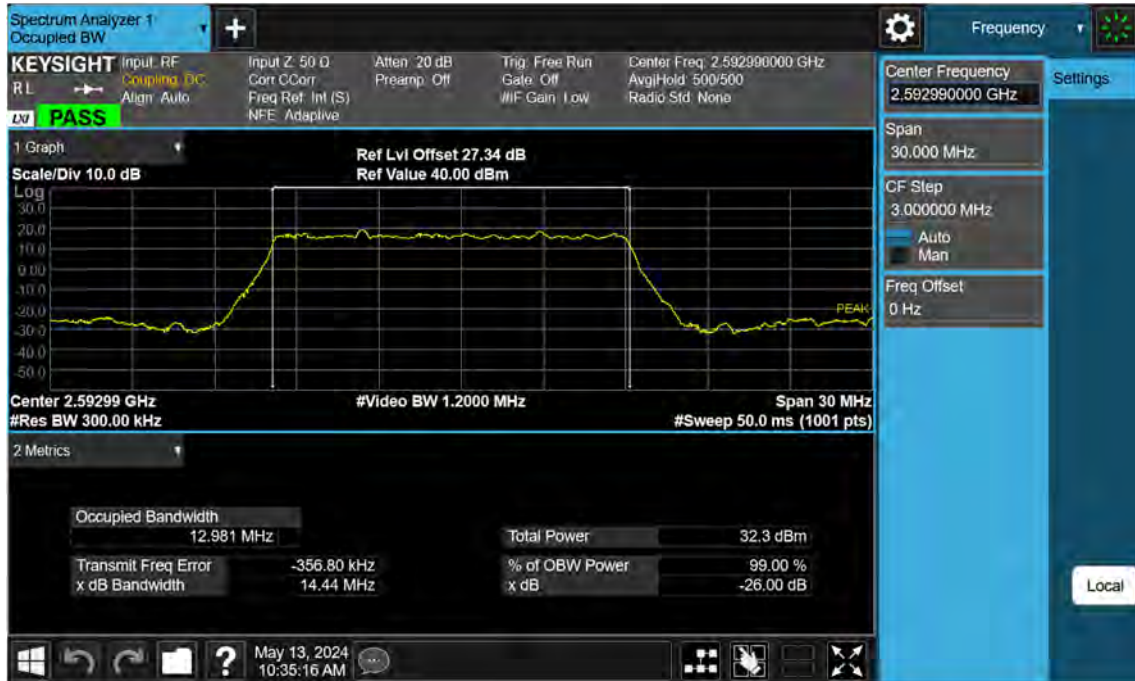 Spectrum Analyzer 1
Occupied BW
+
Frequency
KEYSIGHT
RL
LXI
PASS
Input: RF
Coupling: DC
Align: Auto
Input Z: 50 Ω
Corr CCorr
Freq Ref: Int (S)
NFE: Adaptive
Atten: 20 dB
Preamp: Off
Trig: Free Run
Gate: Off
#IF Gain: Low
Center Freq: 2.592990000 GHz
Avg|Hold: 500/500
Radio Std: None
Center Frequency
2.592990000 GHz
Settings
Span
30.000 MHz
CF Step
3.000000 MHz
Auto
Man
Freq Offset
0 Hz
1 Graph
Scale/Div 10.0 dB
Ref Lvl Offset 27.34 dB
Ref Value 40.00 dBm
Log
30.0
20.0
10.0
0.00
-10.0
-20.0
-30.0
-40.0
-50.0
PEAK
Center 2.59299 GHz
#Video BW 1.2000 MHz
Span 30 MHz
#Res BW 300.00 kHz
#Sweep 50.0 ms (1001 pts)
2 Metrics
Occupied Bandwidth
12.981 MHz
Total Power 32.3 dBm
Transmit Freq Error -356.80 kHz
% of OBW Power 99.00 %
x dB Bandwidth 14.44 MHz
x dB -26.00 dB
Local
?
May 13, 2024
10:35:16 AM